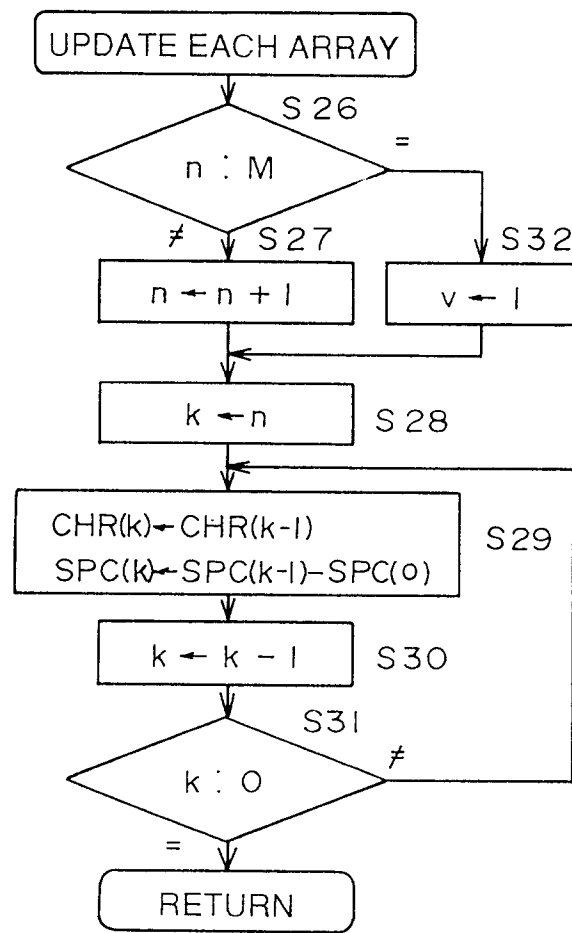 UPDATE EACH ARRAY
S26
n : M
=
≠
S27
S32
n ← n + 1
v ← 1
k ← n
S28
CHR(k)←CHR(k-1)
SPC(k)←SPC(k-1)-SPC(0)
S29
k ← k - 1
S30
S31
k : 0
≠
=
RETURN